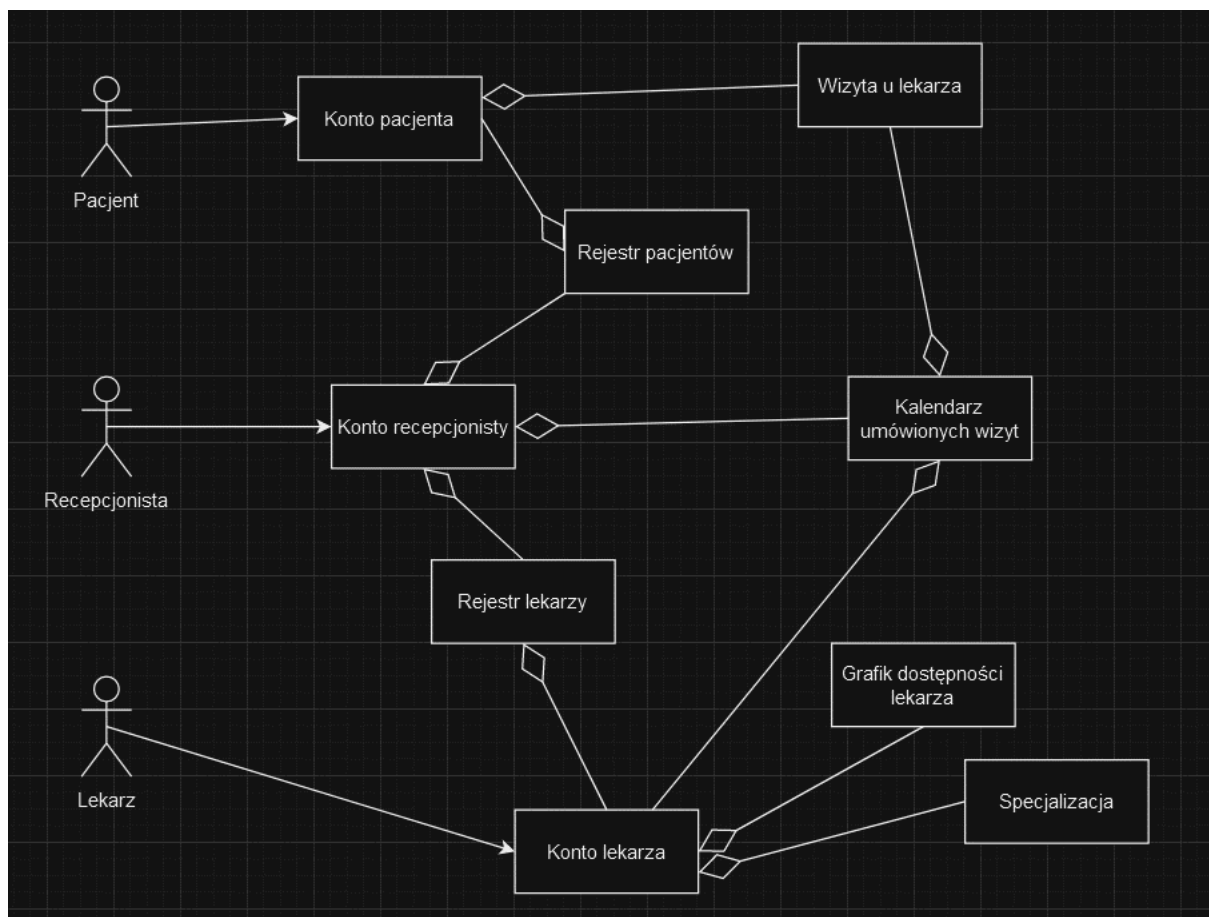 Wizyta u lekarza
Konto pacjenta
Pacjent
Rejestr pacjentów
Kalendarz
umówionych wizyt
Konto recepcjonisty
Recepcjonista
Rejestr lekarzy
Grafik dostępności
lekarza
Lekarz
Specjalizacja
Konto lekarza